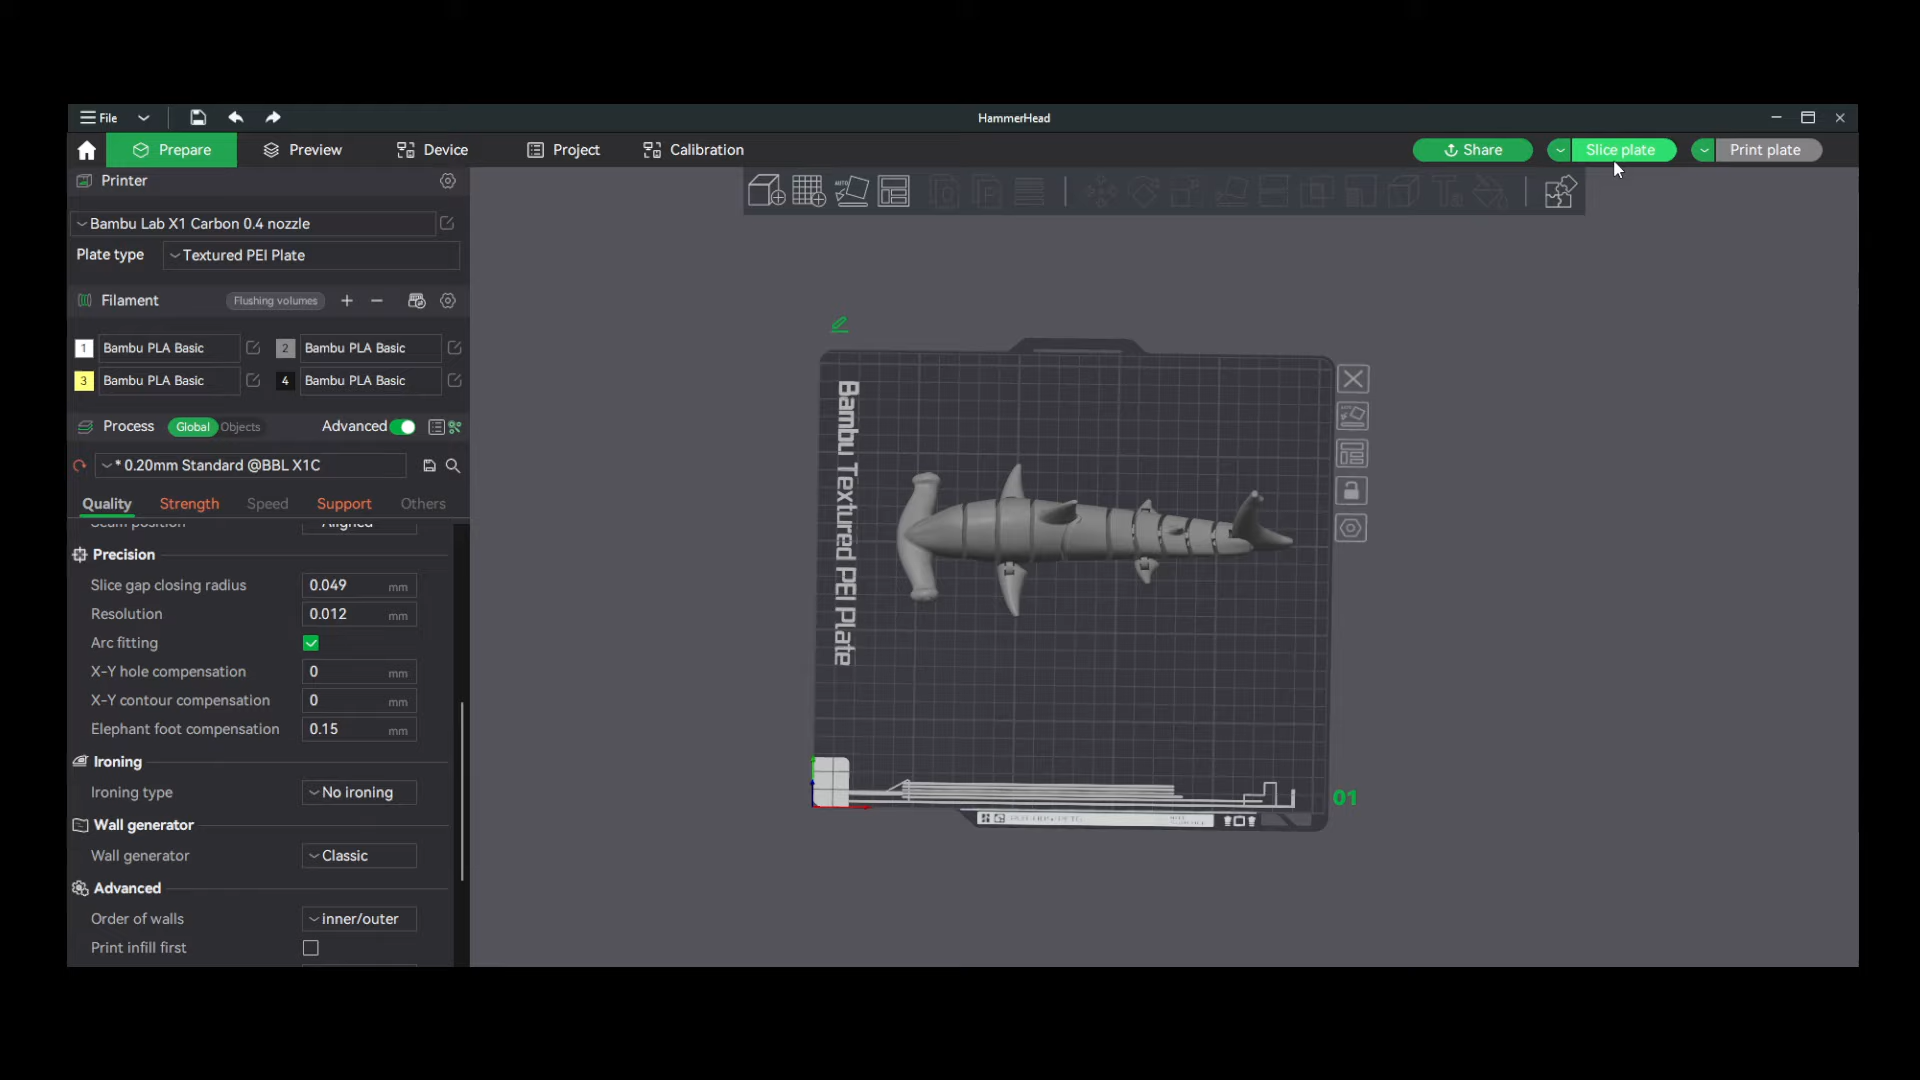 File
HammerHead
Prepare
Preview
Device
Project
Calibration
Share
Slice plate
Print plate
Printer
Bambu Lab X1 Carbon 0.4 nozzle
Plate type
Textured PEI Plate
Filament
Flushing volumes
1 Bambu PLA Basic
2 Bambu PLA Basic
3 Bambu PLA Basic
4 Bambu PLA Basic
Process
Global
Objects
Advanced
* 0.20mm Standard @BBL X1C
Quality
Strength
Speed
Support
Others
Seam position Aligned
Precision
Slice gap closing radius 0.049 mm
Resolution 0.012 mm
Arc fitting
X-Y hole compensation 0 mm
X-Y contour compensation 0 mm
Elephant foot compensation 0.15 mm
Ironing
Ironing type No ironing
Wall generator
Wall generator Classic
Advanced
Order of walls inner/outer
Print infill first
AUTO
Bambu Textured PEI Plate
AUTO
01